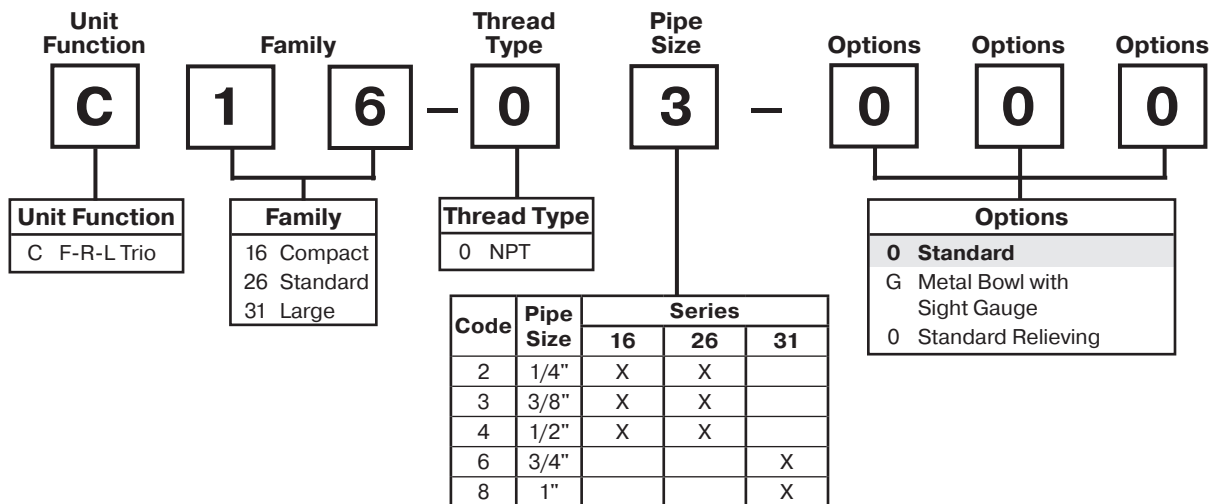 Unit Function
Family
Thread Type
Pipe Size
Options
Options
Options
C 1 6 – 0 3 – 0 0 0
Unit Function
C F-R-L Trio
Family
16 Compact
26 Standard
31 Large
Thread Type
0 NPT
Options
0 Standard
G Metal Bowl with
Sight Gauge
0 Standard Relieving
Code Pipe Size Series
16 26 31
2 1/4" X X
3 3/8" X X
4 1/2" X X
6 3/4" X
8 1" X